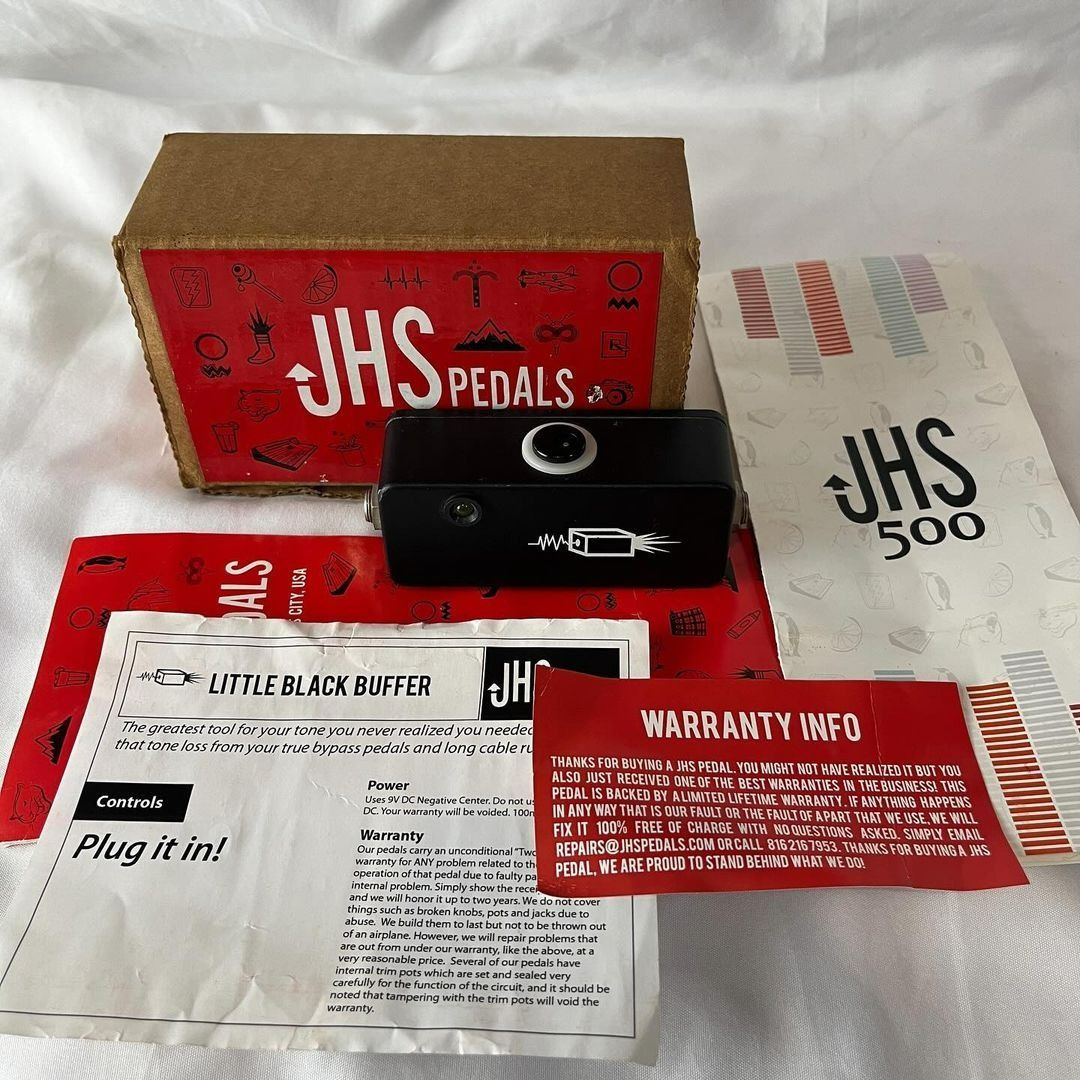 JHS PEDALS
JHS
500
DALS
CITY, USA
LITTLE BLACK BUFFER
JHS
The greatest tool for your tone you never realized you needed
that tone loss from your true bypass pedals and long cable
Controls
Plug it in!
Power
Uses 9V DC Negative Center. Do not
DC. Your warranty will be voided.
Warranty
Our pedals carry an unconditional "Two
warranty for ANY problem related to the
operation of that pedal due to faulty
internal problem. Simply show the
and we will honor it up to two years. We do not cover
things such as broken knobs, pots and jacks due to
abuse. We build them to last but not to be thrown out
of an airplane. However, we will repair problems that
are out from under our warranty, like the above, at a
very reasonable price. Several of our pedals have
internal trim pots which are set and sealed very
carefully for the function of the circuit, and it should be
noted that tampering with the trim pots will void the
warranty.
WARRANTY INFO
THANKS FOR BUYING A JHS PEDAL. YOU MIGHT NOT HAVE REALIZED IT BUT YOU
ALSO JUST RECEIVED ONE OF THE BEST WARRANTIES IN THE BUSINESS! THIS
PEDAL IS BACKED BY A LIMITED LIFETIME WARRANTY. IF ANYTHING HAPPENS
IN ANY WAY THAT IS OUR FAULT OR THE FAULT OF A PART THAT WE USE, WE WILL
FIX IT 100% FREE OF CHARGE WITH NO QUESTIONS ASKED. SIMPLY EMAIL
REPAIRS@JHSPEDALS.COM OR CALL 816 216 7953. THANKS FOR BUYING A JHS
PEDAL, WE ARE PROUD TO STAND BEHIND WHAT WE DO!